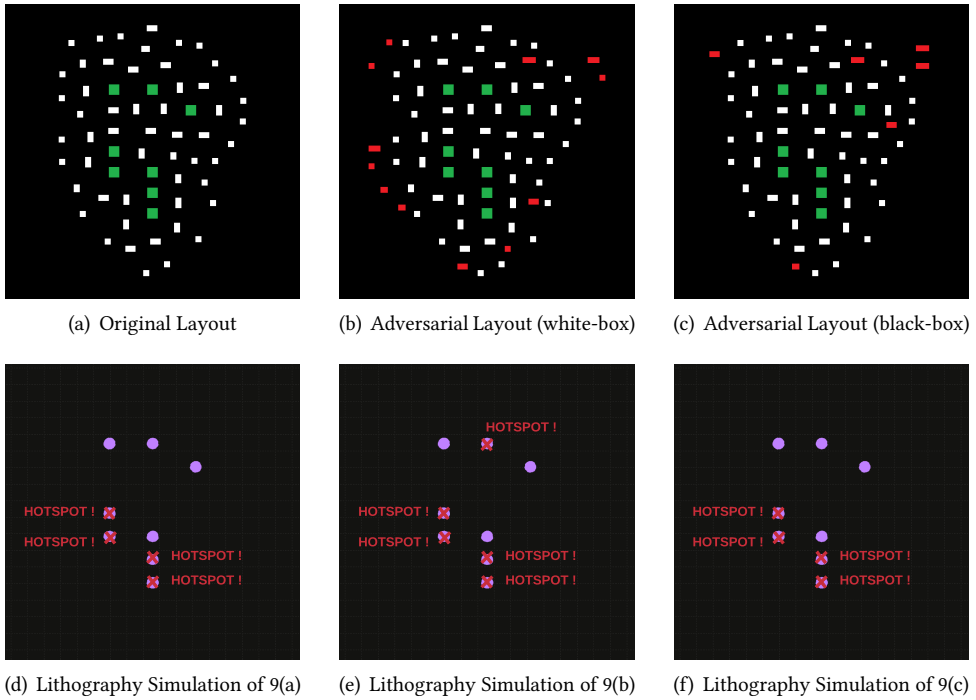 (a) Original Layout
(b) Adversarial Layout (white-box)
(c) Adversarial Layout (black-box)
HOTSPOT !
HOTSPOT !
HOTSPOT !
HOTSPOT !
HOTSPOT !
HOTSPOT !
HOTSPOT !
HOTSPOT !
HOTSPOT !
HOTSPOT !
HOTSPOT !
HOTSPOT !
HOTSPOT !
(d) Lithography Simulation of 9(a)
(e) Lithography Simulation of 9(b)
(f) Lithography Simulation of 9(c)